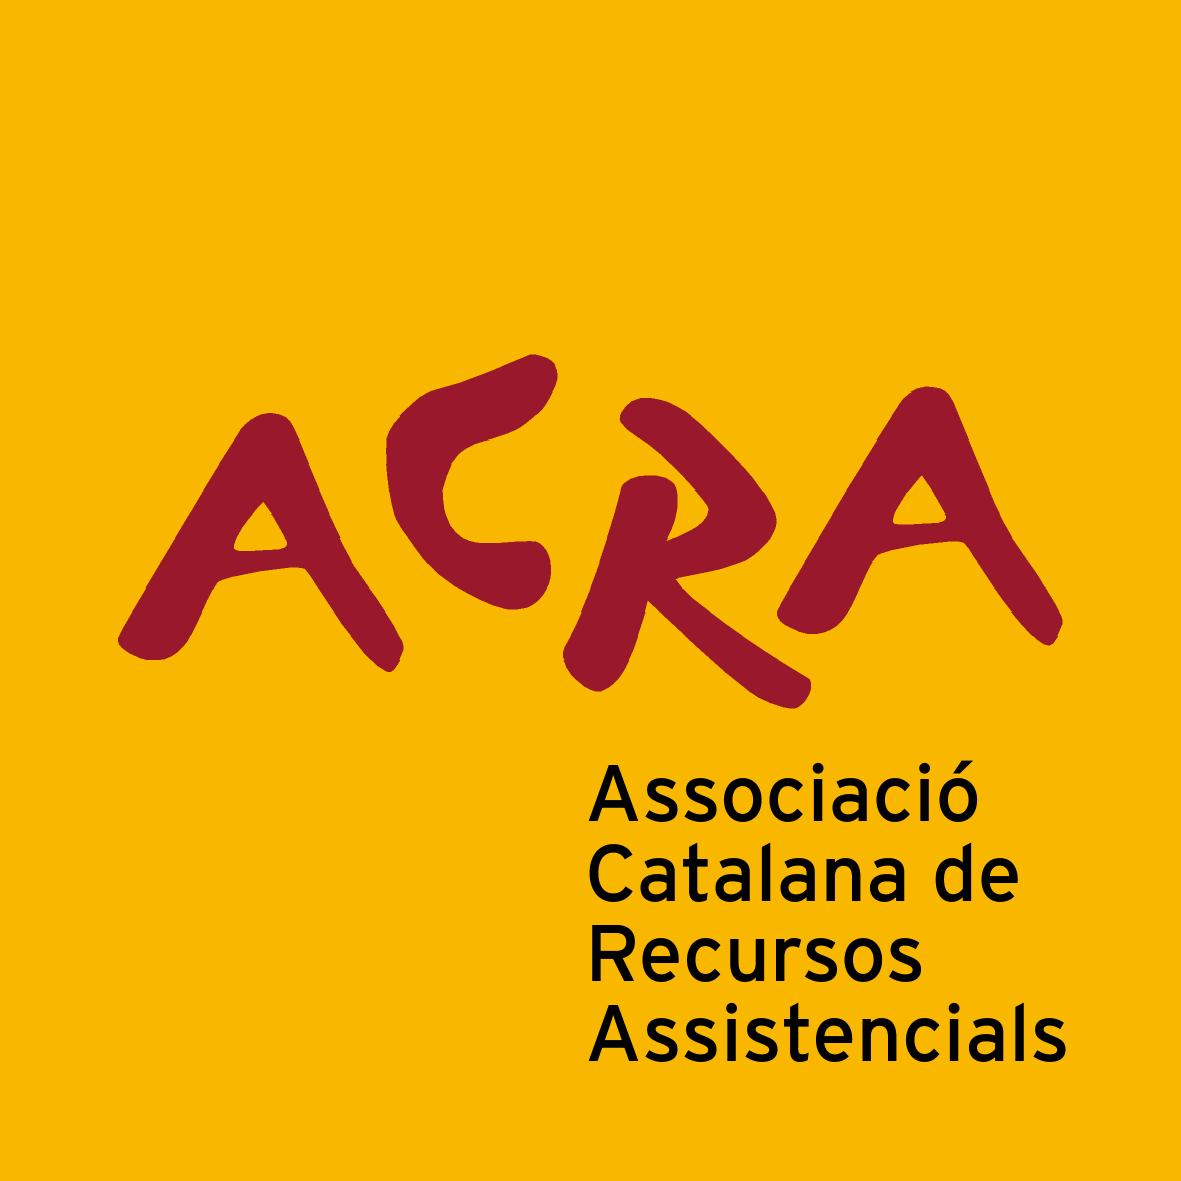 ACRA
Associació
Catalana de
Recursos
Assistencials